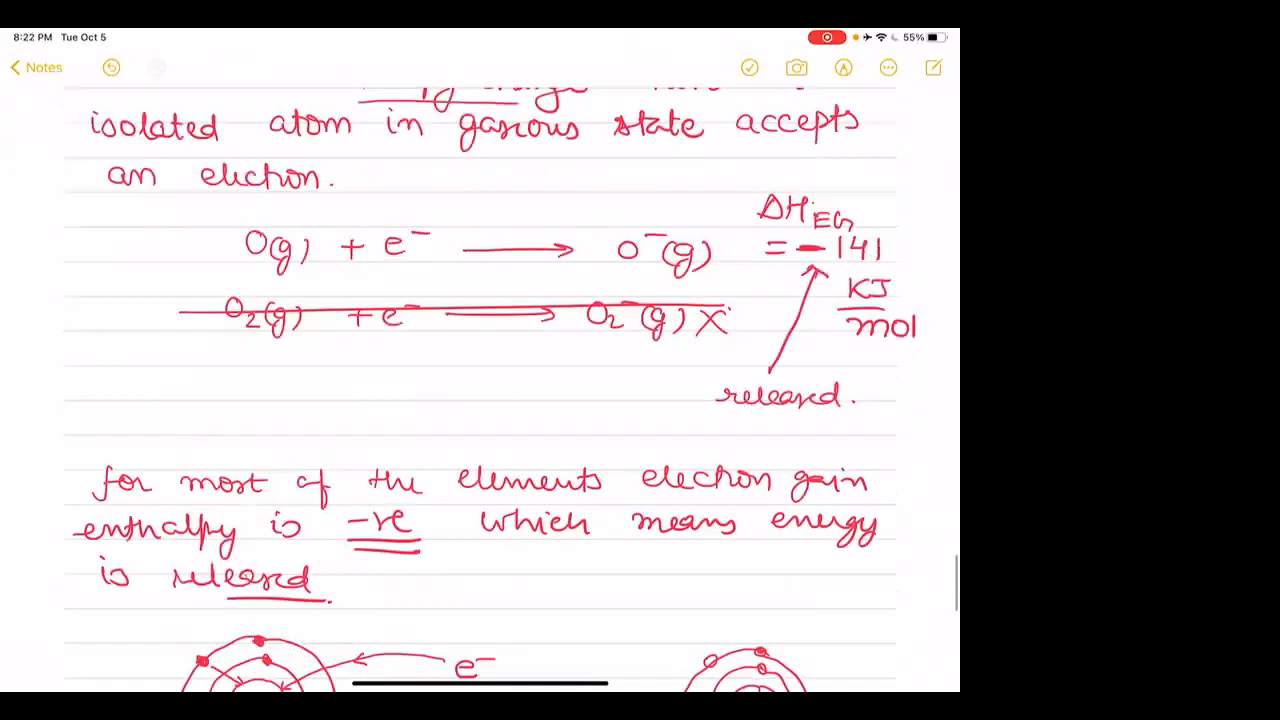 8:22 PM Tue Oct 5
55%
Notes
isolated atom in gaseous state accepts
an electron.
ΔH EG
O(g) + e⁻ ⟶ O⁻(g) = -141
KJ
mol
O₂(g) + e⁻ ⟶ O₂⁻(g) X
released.
for most of the elements electron gain
enthalpy is -ve which means energy
is released.
e⁻